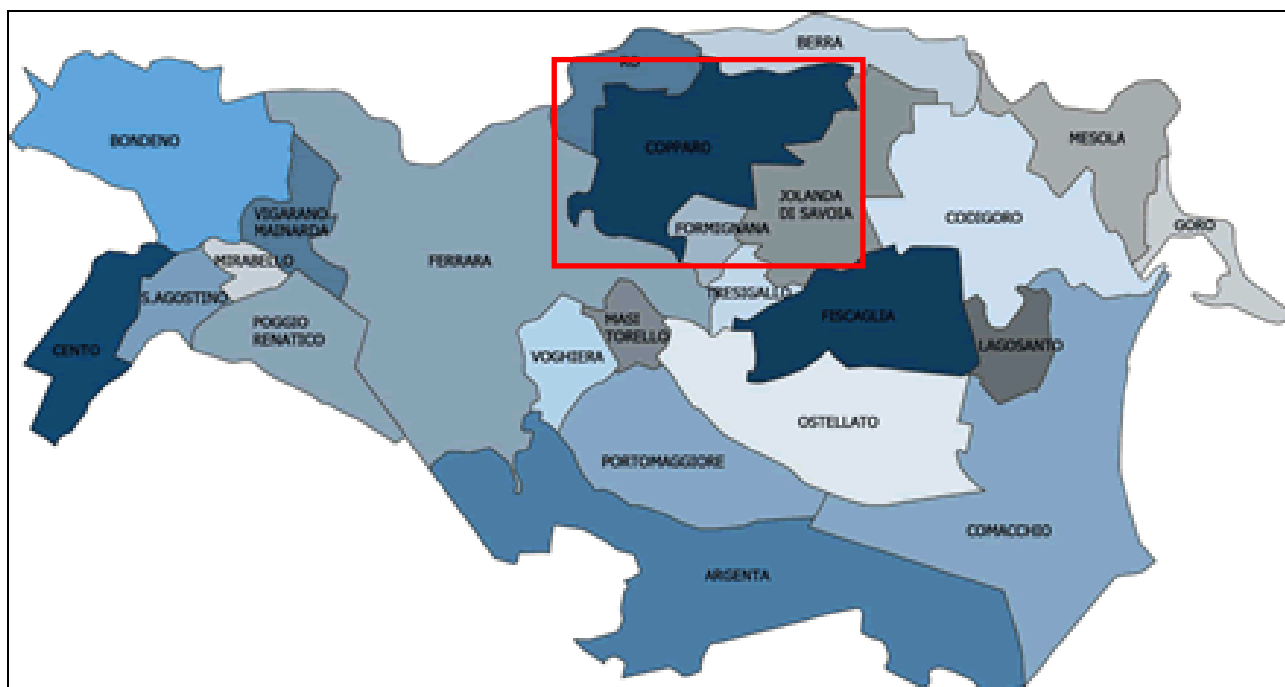 BERRA
RO
BONDENO
COPPARO
MESOLA
JOLANDA
DI SAVOIA
VIGARANO
MAINARDA
CODIGORO
GORO
FORMIGNANA
MIRABELLO
FERRARA
TRESIGALLO
S.AGOSTINO
POGGIO
RENATICO
MASI
TORELLO
FISCAGLIA
CENTO
VOGHIERA
LAGOSANTO
OSTELLATO
PORTOMAGGIORE
COMACCHIO
ARGENTA